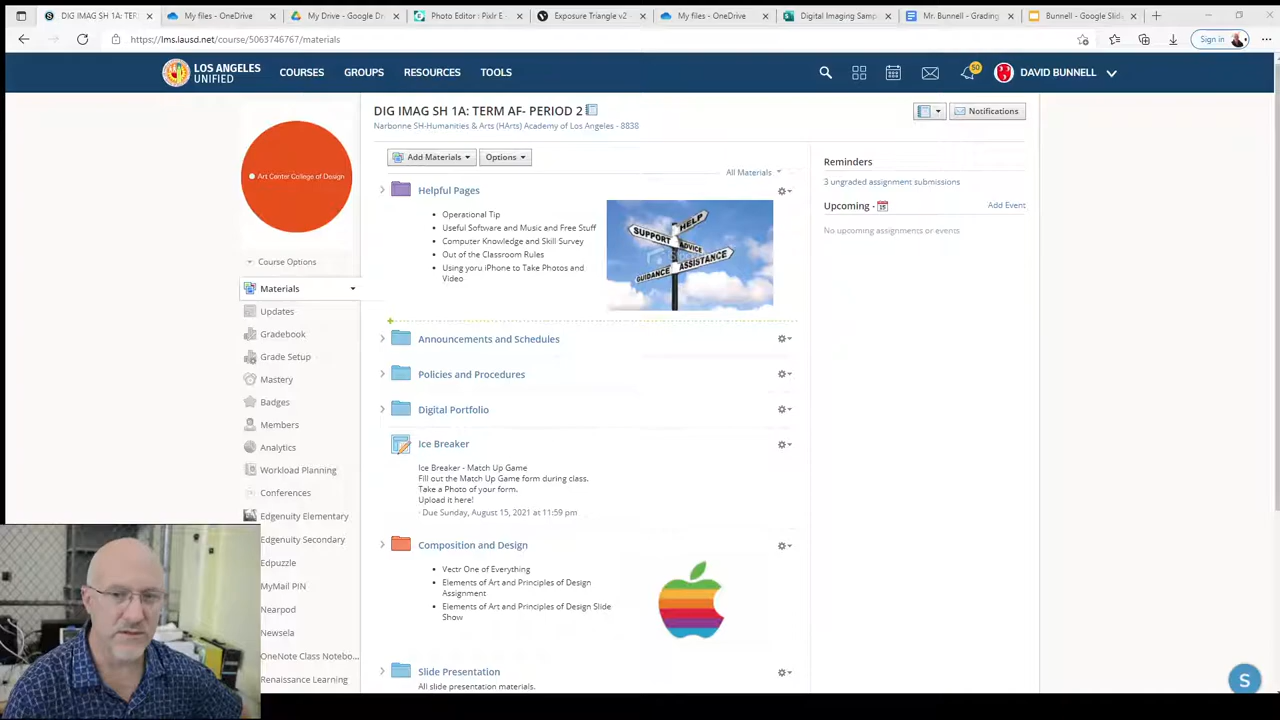 DIG IMAG SH 1A: TER
My files - OneDrive
My Drive - Google D
Photo Editor : Pixlr E
Exposure Triangle v2
My files - OneDrive
Digital Imaging Samp
Mr. Bunnell - Grading
Bunnell - Google Slid
https://lms.lausd.net/course/5063746767/materials
Sign in
LOS ANGELES
UNIFIED
COURSES
GROUPS
RESOURCES
TOOLS
50
DAVID BUNNELL
Art Center College of Design
Course Options
Materials
Updates
Gradebook
Grade Setup
Mastery
Badges
Members
Analytics
Workload Planning
Conferences
Edgenuity Elementary
Edgenuity Secondary
Edpuzzle
MyMail PIN
Nearpod
Newsela
OneNote Class Notebo...
Renaissance Learning
DIG IMAG SH 1A: TERM AF- PERIOD 2
Narbonne SH-Humanities & Arts (HArts) Academy of Los Angeles - 8838
Notifications
Add Materials
Options
All Materials
Helpful Pages
Operational Tip
Useful Software and Music and Free Stuff
Computer Knowledge and Skill Survey
Out of the Classroom Rules
Using yoru iPhone to Take Photos and
Video
HELP
SUPPORT
ADVICE
GUIDANCE
ASSISTANCE
Announcements and Schedules
Policies and Procedures
Digital Portfolio
Ice Breaker
Ice Breaker - Match Up Game
Fill out the Match Up Game form during class.
Take a Photo of your form.
Upload it here!
· Due Sunday, August 15, 2021 at 11:59 pm
Composition and Design
Vectr One of Everything
Elements of Art and Principles of Design
Assignment
Elements of Art and Principles of Design Slide
Show
Slide Presentation
All slide presentation materials.
Reminders
3 ungraded assignment submissions
Upcoming · 15
Add Event
No upcoming assignments or events
S